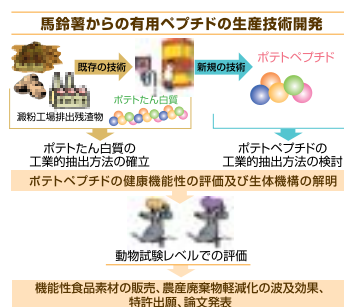 馬鈴薯からの有用ペプチドの生産技術開発
既存の技術
新規の技術
ポテトペプチド
ポテトたん白質
澱粉工場排出残渣物
ポテトたん白質の
工業的抽出方法の確立
ポテトペプチドの
工業的抽出方法の検討
ポテトペプチドの健康機能性の評価及び生体機構の解明
動物試験レベルでの評価
機能性食品素材の販売、農産廃棄物軽減化の波及効果、
特許出願、論文発表